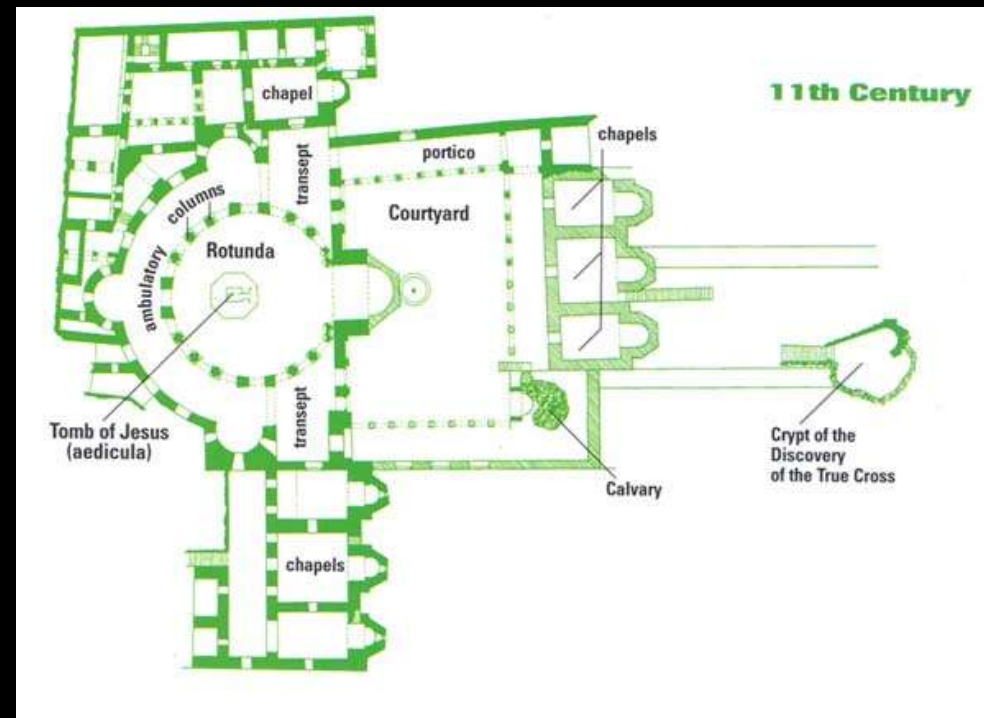 11th Century
chapel
chapels
portico
transept
columns
Courtyard
Rotunda
ambulatory
transept
Tomb of Jesus
(aedicula)
Calvary
Crypt of the
Discovery
of the True Cross
chapels